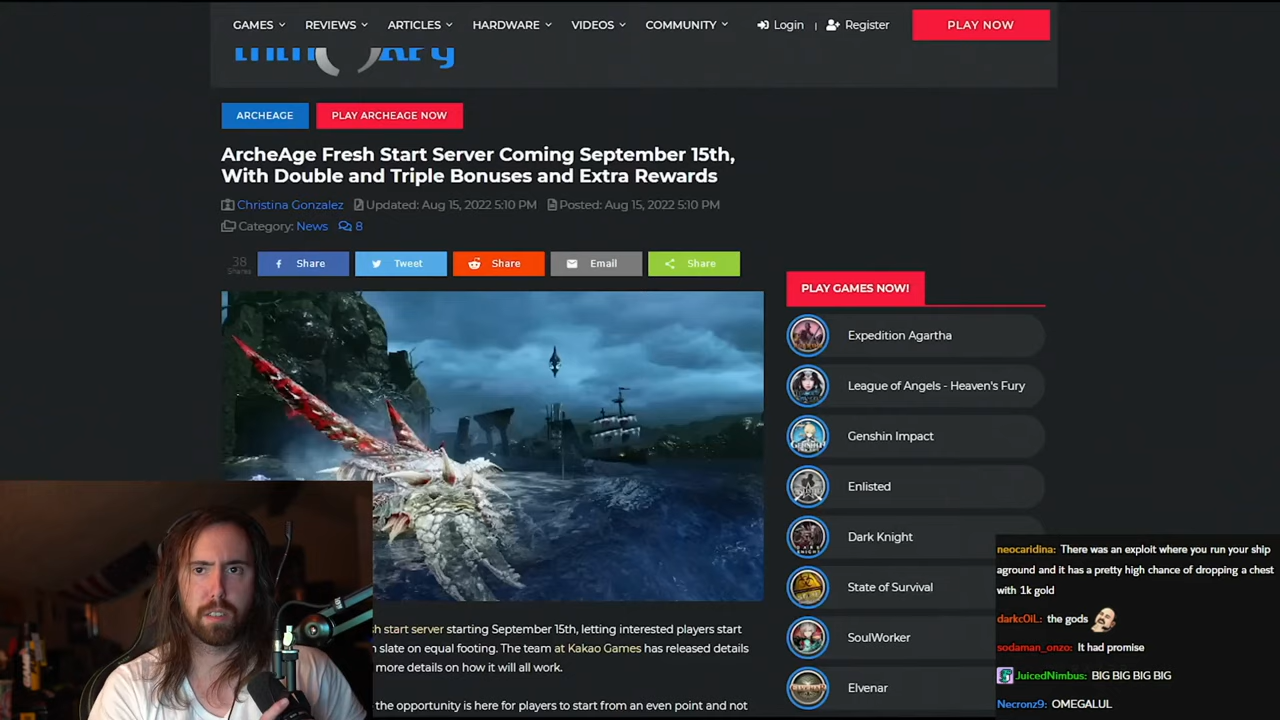 GAMES REVIEWS ARTICLES HARDWARE VIDEOS COMMUNITY Login | Register PLAY NOW
ARCHEAGE PLAY ARCHEAGE NOW
ArcheAge Fresh Start Server Coming September 15th,
With Double and Triple Bonuses and Extra Rewards
Christina Gonzalez Updated: Aug 15, 2022 5:10 PM Posted: Aug 15, 2022 5:10 PM
Category: News 8
38
Shares
Share Tweet Share Email Share
PLAY GAMES NOW!
Expedition Agartha
League of Angels - Heaven's Fury
Genshin Impact
Enlisted
Dark Knight
State of Survival
SoulWorker
Elvenar
start server starting September 15th, letting interested players start
slate on equal footing. The team at Kakao Games has released details
more details on how it will all work.
the opportunity is here for players to start from an even point and not
neocaridina: There was an exploit where you run your ship
aground and it has a pretty high chance of dropping a chest
with 1k gold
darkc0iL: the gods
sodaman_onzo: It had promise
JuicedNimbus: BIG BIG BIG BIG
Necronz9: OMEGALUL